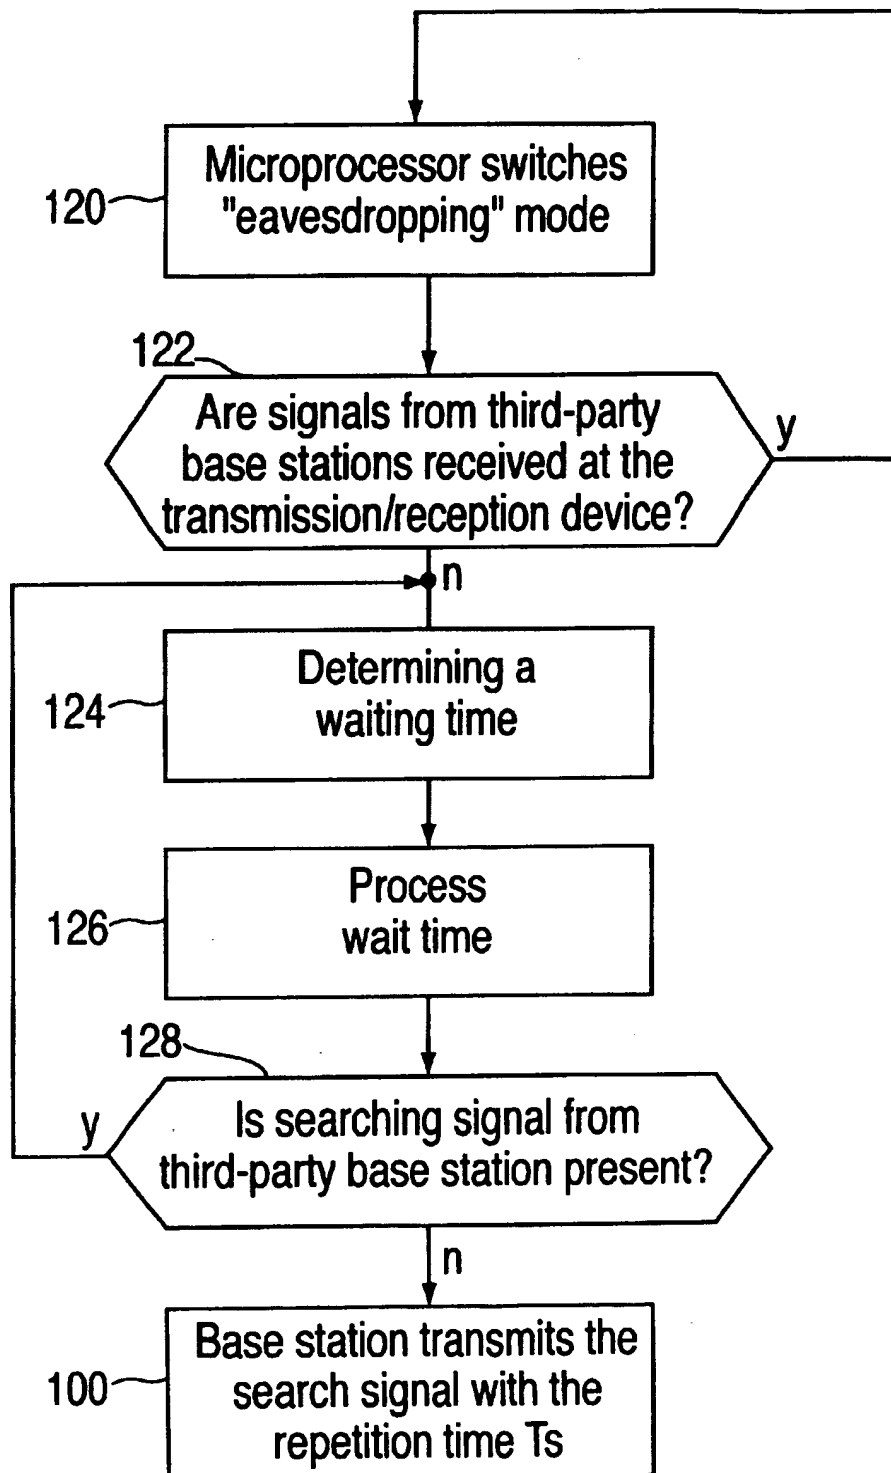 Microprocessor switches
"eavesdropping" mode
120
122
Are signals from third-party
base stations received at the
transmission/reception device?
y
n
Determining a
waiting time
124
Process
wait time
126
128
y
Is searching signal from
third-party base station present?
n
Base station transmits the
search signal with the
repetition time Ts
100